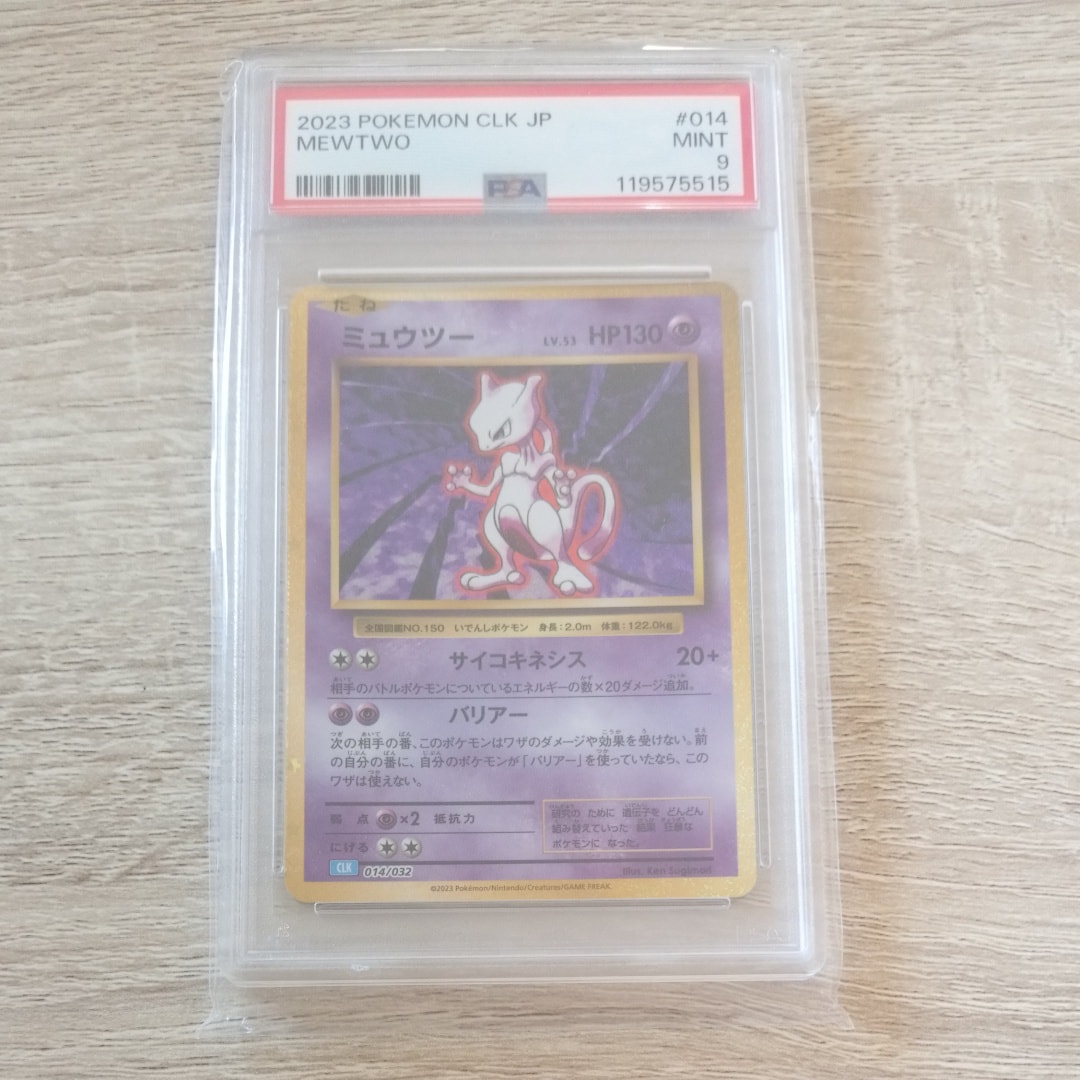 2023 POKEMON CLK JP #014
MEWTWO MINT
9
PSA 119575515
たね
ミュウツー LV.53 HP130
全国図鑑NO.150 いでんしポケモン 身長:2.0m 体重:122.0kg
サイコキネシス 20+
相手のバトルポケモンについているエネルギーの数×20ダメージ追加。
バリアー
次の相手の番、このポケモンはワザのダメージや効果を受けない。前
の自分の番に、自分のポケモンが「バリアー」を使っていたなら、この
ワザは使えない。
弱点 ×2 抵抗力
にげる
研究の ために 遺伝子を どんどん
組み替えていった 結果 狂暴な
ポケモンに なった。
CLK 014/032
Illus. Ken Sugimori
©2023 Pokémon/Nintendo/Creatures/GAME FREAK.